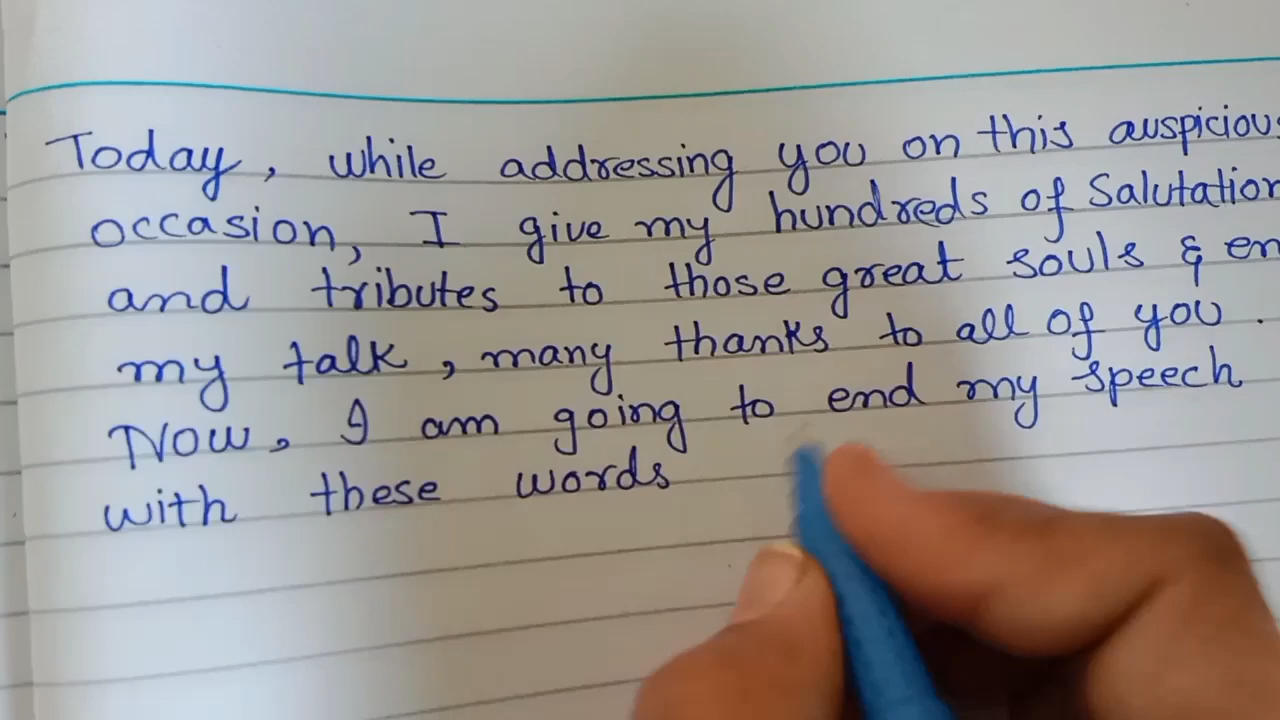 Today, while addressing you on this auspiciou
occasion, I give my hundreds of Salutation
and tributes to those great souls & en
my talk, many thanks to all of you.
Now, I am going to end my speech
with these words